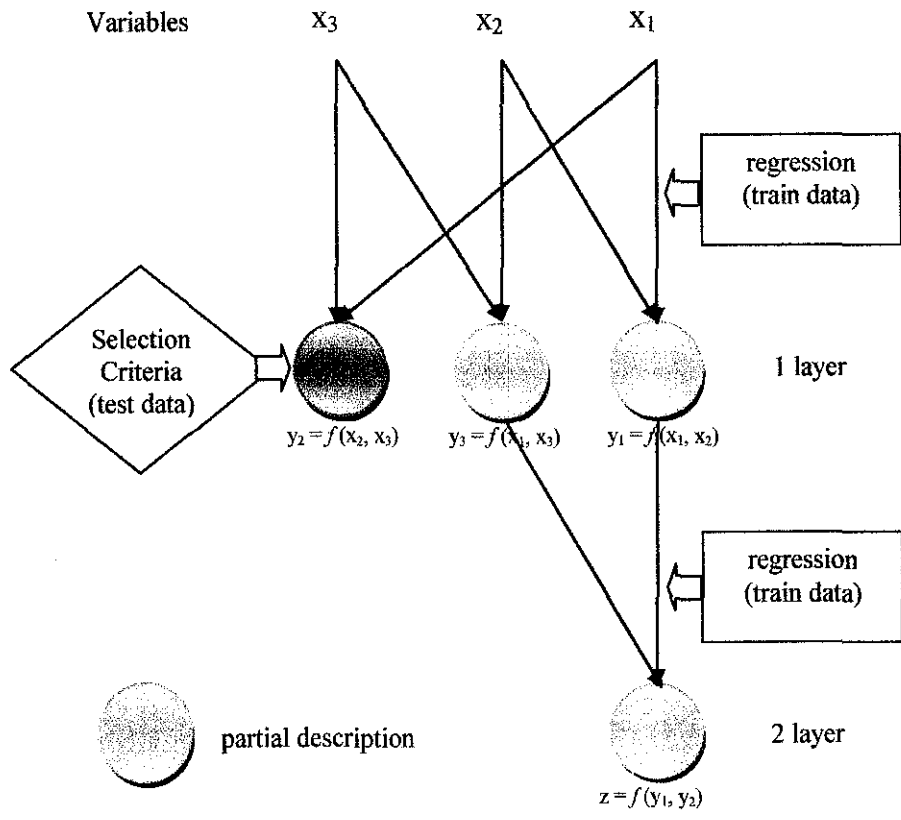 Variables x₃ x₂ x₁
regression
(train data)
Selection
Criteria
(test data)
1 layer
y₂ = f(x₂, x₃) y₃ = f(x₁, x₃) y₁ = f(x₁, x₂)
regression
(train data)
partial description
2 layer
z = f(y₁, y₂)